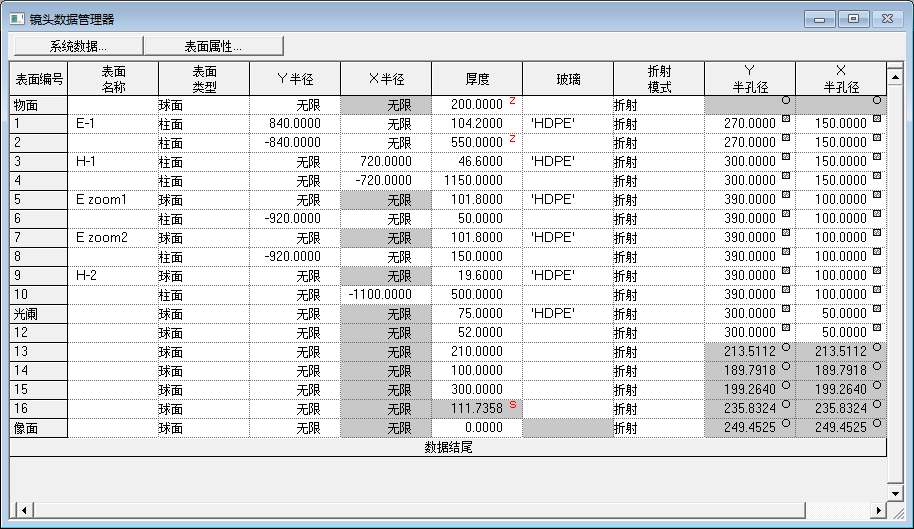 镜头数据管理器
系统数据... 表面属性...
表面编号 表面名称 表面类型 Y半径 X半径 厚度 玻璃 折射模式 Y半孔径 X半孔径
物面 球面 无限 无限 200.0000 Z 折射
1 E-1 柱面 840.0000 无限 104.2000 'HDPE' 折射 270.0000 150.0000
2 柱面 -840.0000 无限 550.0000 Z 折射 270.0000 150.0000
3 H-1 柱面 无限 720.0000 46.6000 'HDPE' 折射 300.0000 150.0000
4 柱面 无限 -720.0000 1150.0000 折射 300.0000 150.0000
5 E zoom1 球面 无限 无限 101.8000 'HDPE' 折射 390.0000 100.0000
6 柱面 -920.0000 无限 50.0000 折射 390.0000 100.0000
7 E zoom2 球面 无限 无限 101.8000 'HDPE' 折射 390.0000 100.0000
8 柱面 -920.0000 无限 150.0000 折射 390.0000 100.0000
9 H-2 球面 无限 无限 19.6000 'HDPE' 折射 390.0000 100.0000
10 柱面 无限 -1100.0000 500.0000 折射 390.0000 100.0000
光阑 球面 无限 无限 75.0000 'HDPE' 折射 300.0000 50.0000
12 球面 无限 无限 52.0000 折射 300.0000 50.0000
13 球面 无限 无限 210.0000 折射 213.5112 213.5112
14 球面 无限 无限 100.0000 折射 189.7918 189.7918
15 球面 无限 无限 300.0000 折射 199.2640 199.2640
16 球面 无限 无限 111.7358 S 折射 235.8324 235.8324
像面 球面 无限 无限 0.0000 折射 249.4525 249.4525
数据结尾